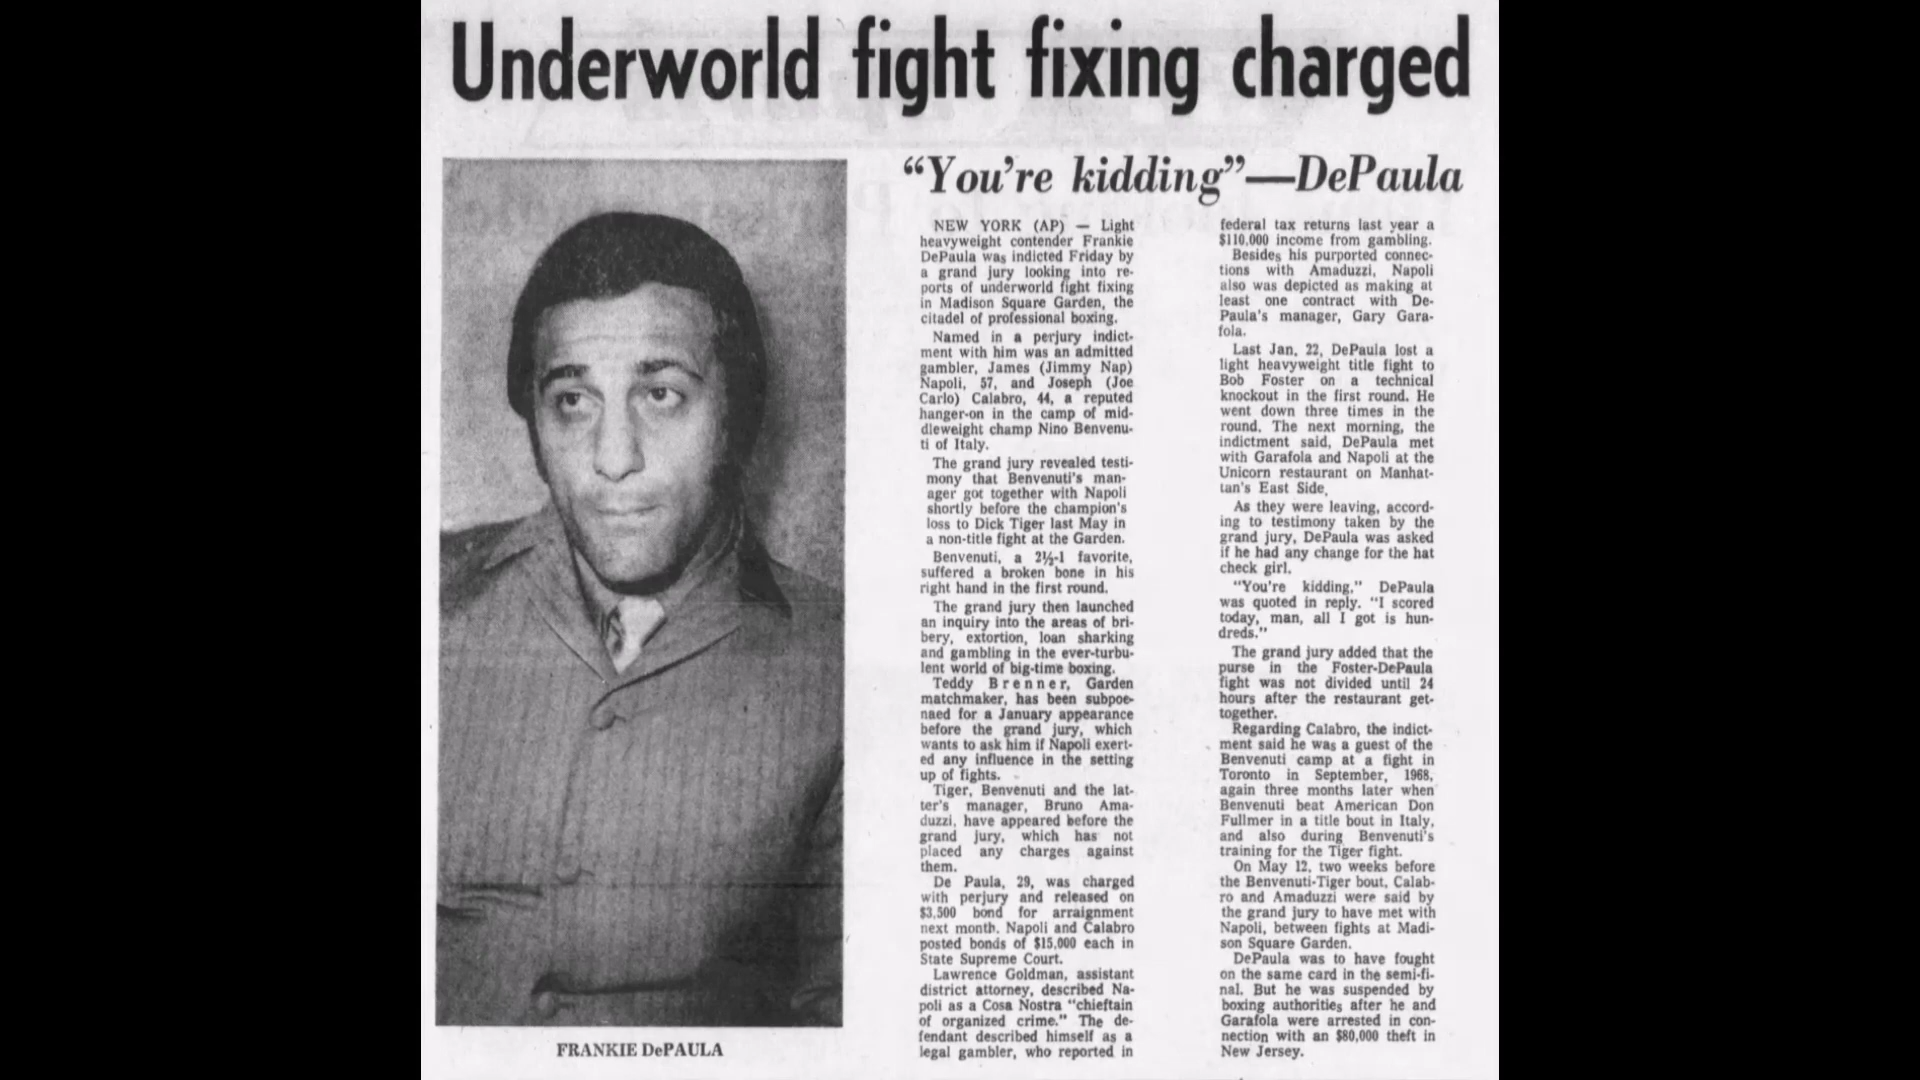 Underworld fight fixing charged
“You’re kidding”—DePaula
NEW YORK (AP) — Light
heavyweight contender Frankie
DePaula was indicted Friday by
a grand jury looking into re-
ports of underworld fight fixing
in Madison Square Garden, the
citadel of professional boxing.
Named in a perjury indict-
ment with him was an admitted
gambler, James (Jimmy Nap)
Napoli, 57, and Joseph (Joe
Carlo) Calabro, 44, a reputed
hanger-on in the camp of mid-
dleweight champ Nino Benvenu-
ti of Italy.
The grand jury revealed testi-
mony that Benvenuti's man-
ager got together with Napoli
shortly before the champion's
loss to Dick Tiger last May in
a non-title fight at the Garden.
Benvenuti, a 2½-1 favorite,
suffered a broken bone in his
right hand in the first round.
The grand jury then launched
an inquiry into the areas of bri-
bery, extortion, loan sharking
and gambling in the ever-turbu-
lent world of big-time boxing.
Teddy Brenner, Garden
matchmaker, has been subpoe-
naed for a January appearance
before the grand jury, which
wants to ask him if Napoli exert-
ed any influence in the setting
up of fights.
Tiger, Benvenuti and the lat-
ter's manager, Bruno Ama-
duzzi, have appeared before the
grand jury, which has not
placed any charges against
them.
De Paula, 29, was charged
with perjury and released on
$3,500 bond for arraignment
next month. Napoli and Calabro
posted bonds of $15,000 each in
State Supreme Court.
Lawrence Goldman, assistant
district attorney, described Na-
poli as a Cosa Nostra "chieftain
of organized crime." The de-
fendant described himself as a
legal gambler, who reported in
federal tax returns last year a
$110,000 income from gambling.
Besides his purported connec-
tions with Amaduzzi, Napoli
also was depicted as making at
least one contract with De-
Paula's manager, Gary Gara-
fola.
Last Jan. 22, DePaula lost a
light heavyweight title fight to
Bob Foster on a technical
knockout in the first round. He
went down three times in the
round. The next morning, the
indictment said, DePaula met
with Garafola and Napoli at the
Unicorn restaurant on Manhat-
tan's East Side.
As they were leaving, accord-
ing to testimony taken by the
grand jury, DePaula was asked
if he had any change for the hat
check girl.
"You're kidding," DePaula
was quoted in reply. "I scored
today, man, all I got is hun-
dreds."
The grand jury added that the
purse in the Foster-DePaula
fight was not divided until 24
hours after the restaurant get-
together.
Regarding Calabro, the indict-
ment said he was a guest of the
Benvenuti camp at a fight in
Toronto in September, 1968,
again three months later when
Benvenuti beat American Don
Fullmer in a title bout in Italy,
and also during Benvenuti's
training for the Tiger fight.
On May 12, two weeks before
the Benvenuti-Tiger bout, Calab-
ro and Amaduzzi were said by
the grand jury to have met with
Napoli, between fights at Madi-
son Square Garden.
DePaula was to have fought
on the same card in the semi-fi-
nal. But he was suspended by
boxing authorities after he and
Garafola were arrested in con-
nection with an $80,000 theft in
New Jersey.
FRANKIE DePAULA